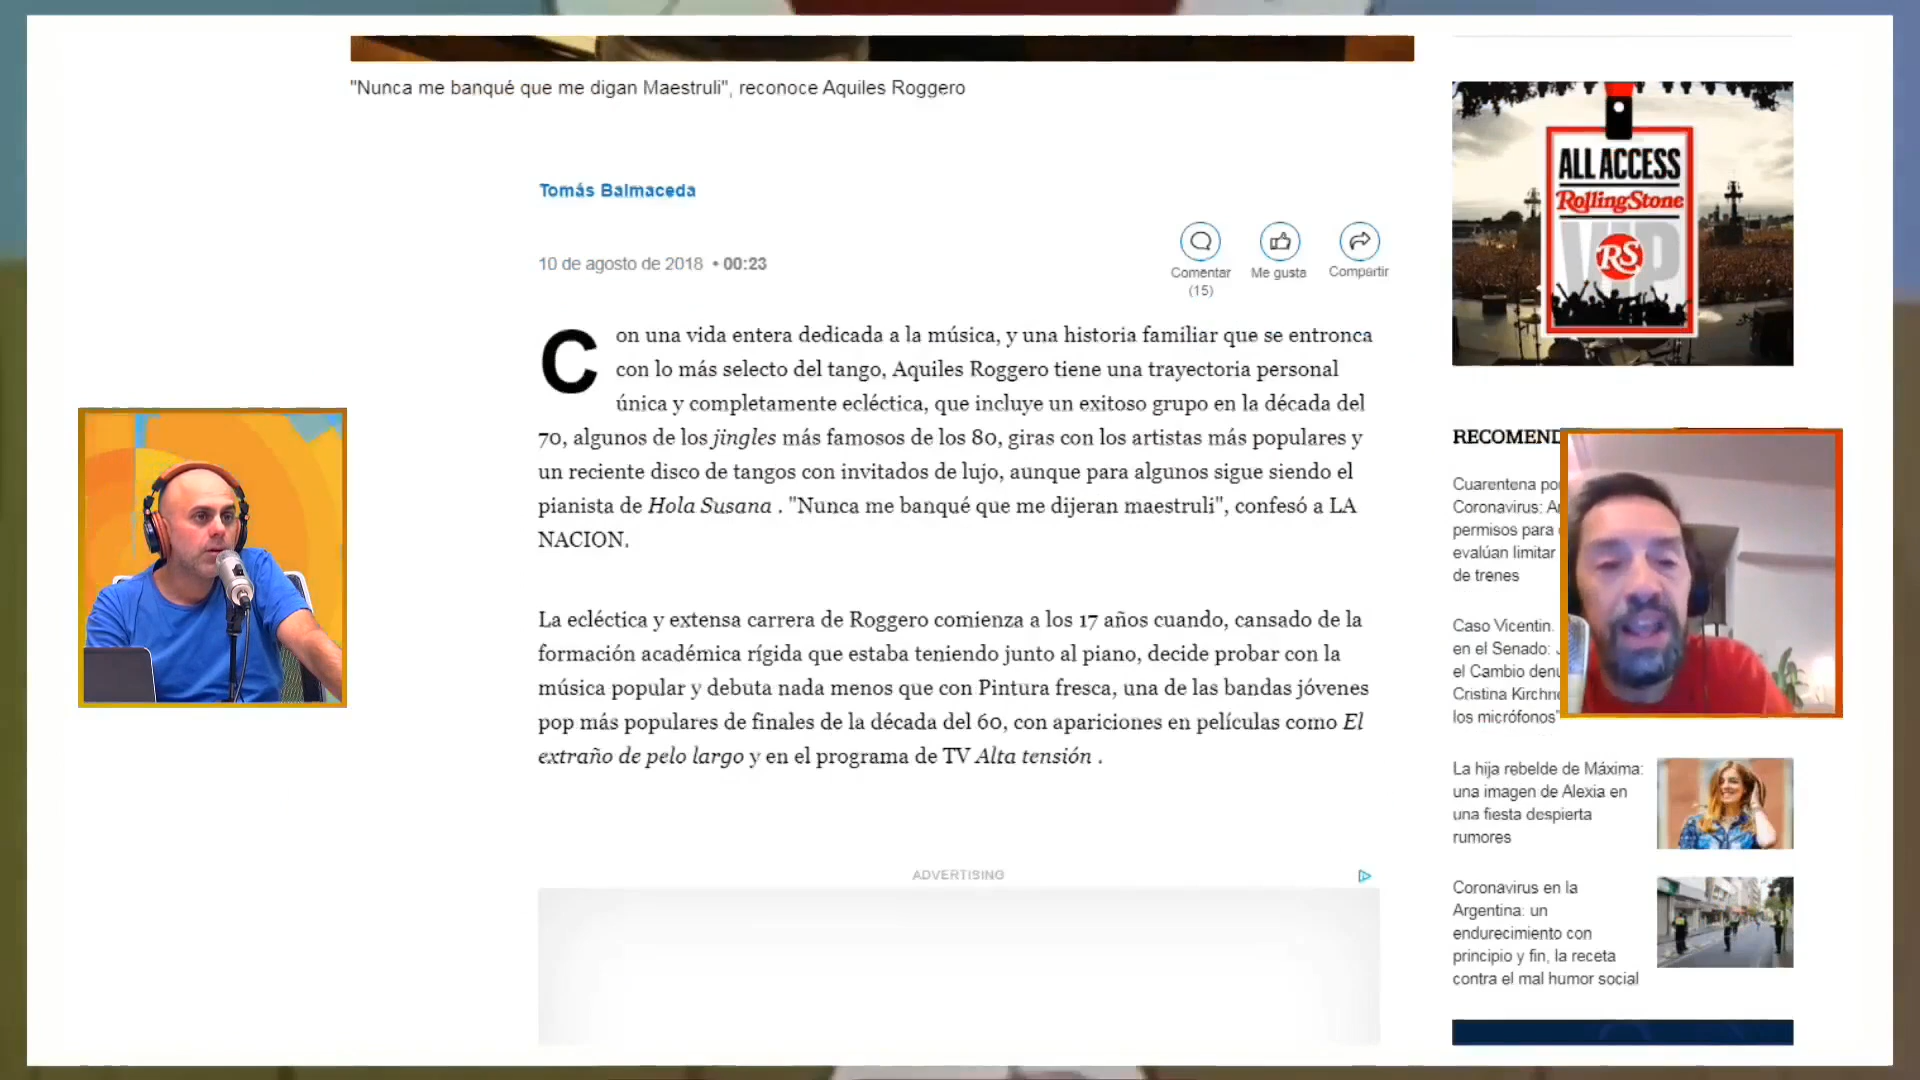 "Nunca me banqué que me digan Maestruli", reconoce Aquiles Roggero
Tomás Balmaceda
10 de agosto de 2018 • 00:23
Comentar
(15)
Me gusta
Compartir
Con una vida entera dedicada a la música, y una historia familiar que se entronca
con lo más selecto del tango, Aquiles Roggero tiene una trayectoria personal
única y completamente ecléctica, que incluye un exitoso grupo en la década del
70, algunos de los jingles más famosos de los 80, giras con los artistas más populares y
un reciente disco de tangos con invitados de lujo, aunque para algunos sigue siendo el
pianista de Hola Susana . "Nunca me banqué que me dijeran maestruli", confesó a LA
NACION.
La ecléctica y extensa carrera de Roggero comienza a los 17 años cuando, cansado de la
formación académica rígida que estaba teniendo junto al piano, decide probar con la
música popular y debuta nada menos que con Pintura fresca, una de las bandas jóvenes
pop más populares de finales de la década del 60, con apariciones en películas como El
extraño de pelo largo y en el programa de TV Alta tensión .
ADVERTISING
ALL ACCESS
RollingStone
VIP
RS
RECOMEND
Cuarentena po
Coronavirus: A
permisos para
evalúan limitar
de trenes
Caso Vicentin.
en el Senado:
el Cambio denu
Cristina Kirchne
los micrófonos"
La hija rebelde de Máxima:
una imagen de Alexia en
una fiesta despierta
rumores
Coronavirus en la
Argentina: un
endurecimiento con
principio y fin, la receta
contra el mal humor social